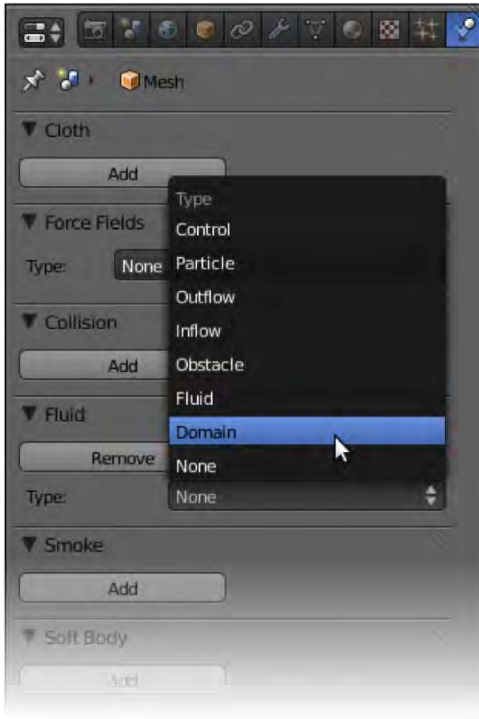 Mesh
Cloth
Add
Force Fields
Type:
None
Collision
Add
Fluid
Remove
Type:
None
Type
Control
Particle
Outflow
Inflow
Obstacle
Fluid
Domain
None
Smoke
Add
Soft Body
Add